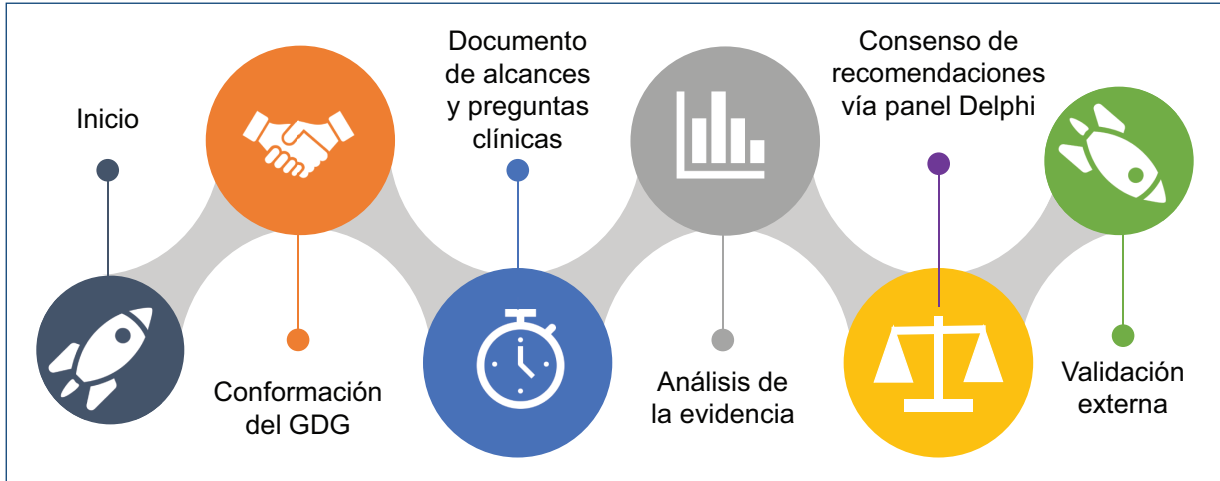 Inicio
Conformación
del GDG
Documento
de alcances
y preguntas
clínicas
Análisis de
la evidencia
Consenso de
recomendaciones
vía panel Delphi
Validación
externa